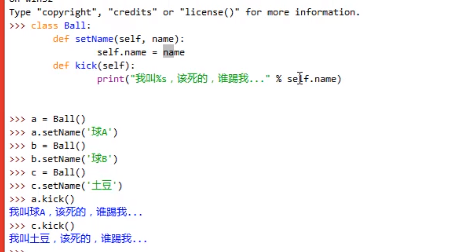 on win32
Type "copyright", "credits" or "license()" for more information.
>>> class Ball:
        def setName(self, name):
                self.name = name
        def kick(self):
                print("我叫%s，该死的，谁踢我..." % self.name)

>>> a = Ball()
>>> a.setName('球A')
>>> b = Ball()
>>> b.setName('球B')
>>> c = Ball()
>>> c.setName('土豆')
>>> a.kick()
我叫球A，该死的，谁踢我...
>>> c.kick()
我叫土豆，该死的，谁踢我...
>>>